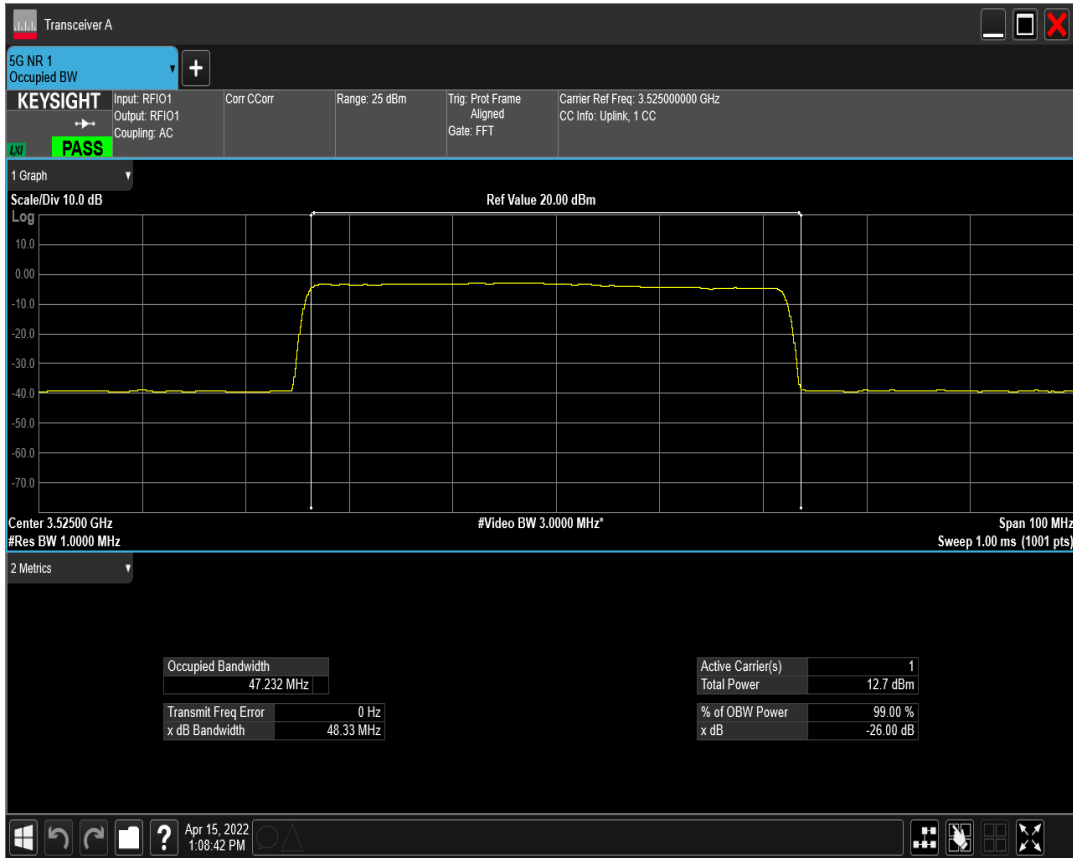 Transceiver A
5G NR 1
Occupied BW
KEYSIGHT
Input: RFIO1
Output: RFIO1
Coupling: AC
Corr CCorr
Range: 25 dBm
Trig: Prot Frame
Aligned
Gate: FFT
Carrier Ref Freq: 3.525000000 GHz
CC Info: Uplink, 1 CC
LXI
PASS
1 Graph
Scale/Div 10.0 dB
Ref Value 20.00 dBm
Log
10.0
0.00
-10.0
-20.0
-30.0
-40.0
-50.0
-60.0
-70.0
Center 3.52500 GHz
#Video BW 3.0000 MHz*
Span 100 MHz
#Res BW 1.0000 MHz
Sweep 1.00 ms (1001 pts)
2 Metrics
Occupied Bandwidth
47.232 MHz
Transmit Freq Error 0 Hz
x dB Bandwidth 48.33 MHz
Active Carrier(s) 1
Total Power 12.7 dBm
% of OBW Power 99.00 %
x dB -26.00 dB
?
Apr 15, 2022
1:08:42 PM